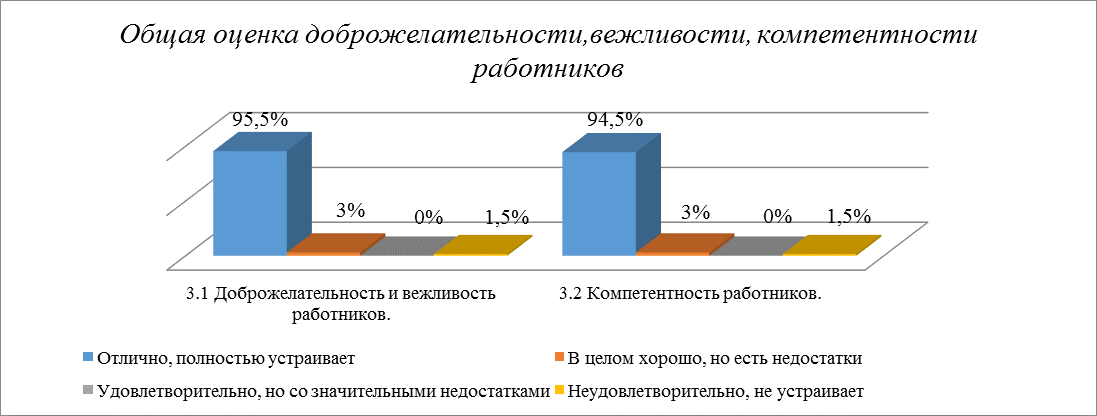 Общая оценка доброжелательности,вежливости, компетентности
работников
95,5%
3%
0%
1,5%
94,5%
3%
0%
1,5%
3.1 Доброжелательность и вежливость
работников.
3.2 Компетентность работников.
Отлично, полностью устраивает
В целом хорошо, но есть недостатки
Удовлетворительно, но со значительными недостатками
Неудовлетворительно, не устраивает